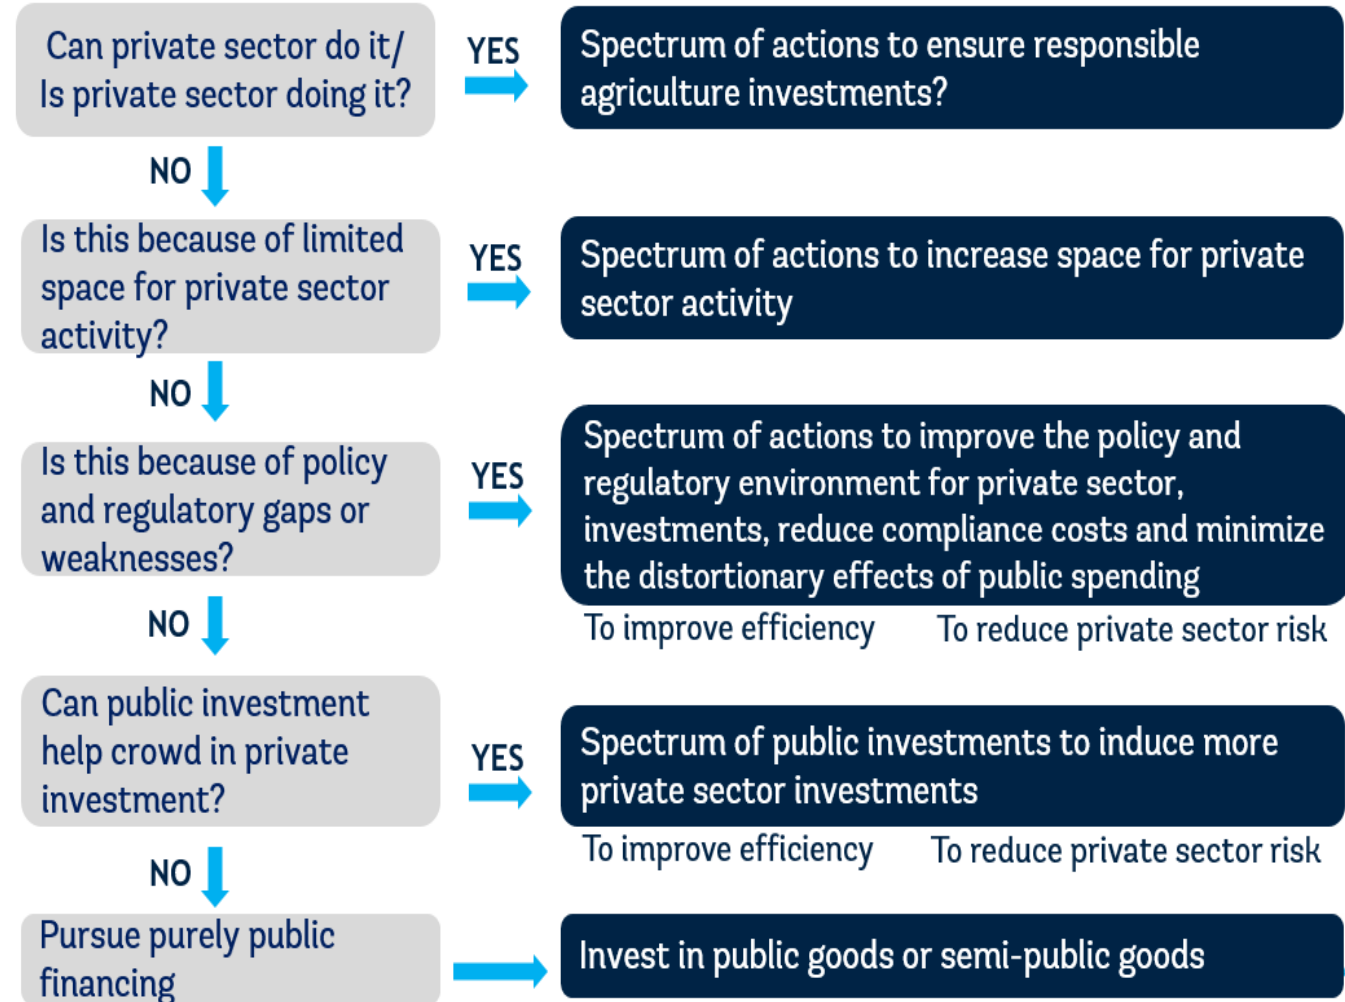 Can private sector do it/
Is private sector doing it?
YES
Spectrum of actions to ensure responsible
agriculture investments?
NO
Is this because of limited
space for private sector
activity?
YES
Spectrum of actions to increase space for private
sector activity
NO
Is this because of policy
and regulatory gaps or
weaknesses?
YES
Spectrum of actions to improve the policy and
regulatory environment for private sector,
investments, reduce compliance costs and minimize
the distortionary effects of public spending
To improve efficiency
To reduce private sector risk
NO
Can public investment
help crowd in private
investment?
YES
Spectrum of public investments to induce more
private sector investments
To improve efficiency
To reduce private sector risk
NO
Pursue purely public
financing
Invest in public goods or semi-public goods